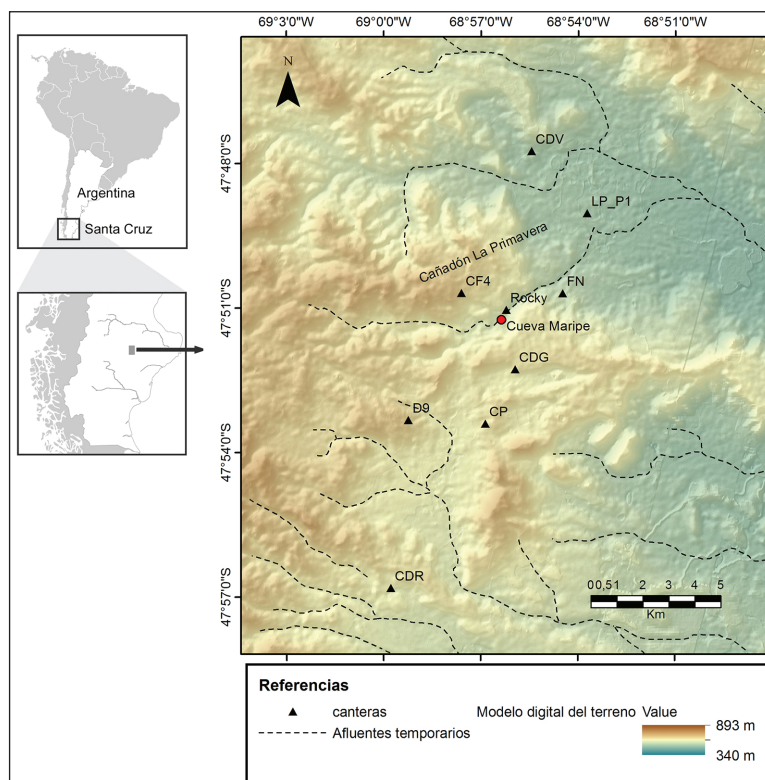 69°3'0"W 69°0'0"W 68°57'0"W 68°54'0"W 68°51'0"W
N
Argentina
Santa Cruz
47°48'0"S
47°51'0"S
47°54'0"S
47°57'0"S
CDV
LP_P1
Cañadón La Primavera
CF4
FN
Rocky
Cueva Maripe
CDG
D9
CP
CDR
0 0,5 1 2 3 4 5
Km
Referencias
canteras
Afluentes temporarios
Modelo digital del terreno Value
893 m
340 m